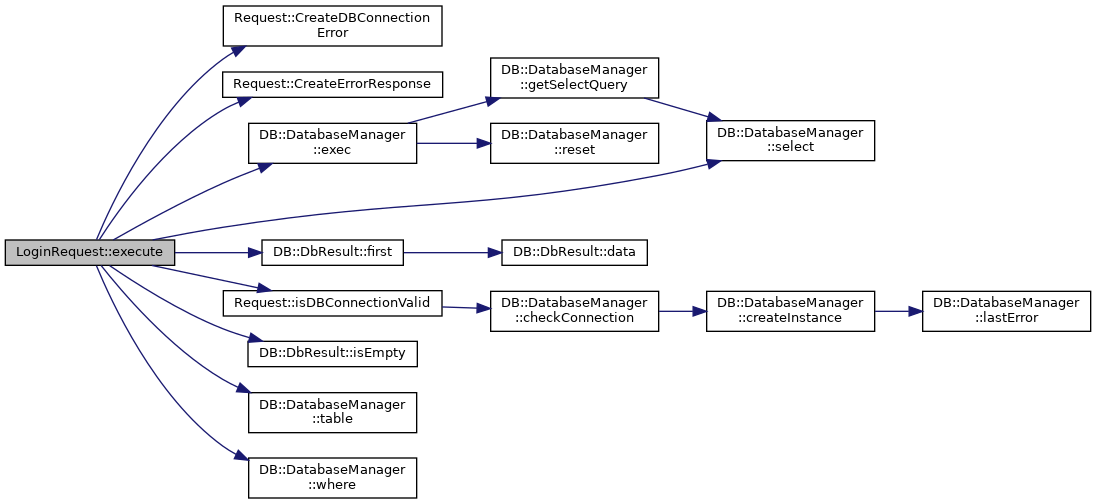 Request::CreateDBConnection
Error
Request::CreateErrorResponse
DB::DatabaseManager
::getSelectQuery
DB::DatabaseManager
::exec
DB::DatabaseManager
::reset
DB::DatabaseManager
::select
LoginRequest::execute
DB::DbResult::first
DB::DbResult::data
Request::isDBConnectionValid
DB::DatabaseManager
::checkConnection
DB::DatabaseManager
::createInstance
DB::DatabaseManager
::lastError
DB::DbResult::isEmpty
DB::DatabaseManager
::table
DB::DatabaseManager
::where